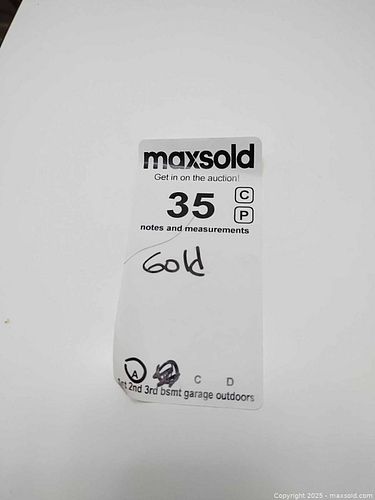 maxsold
Get in on the auction!
35
C
P
notes and measurements
Gold
A C D
2nd 3rd bsmt garage outdoors
Copyright © 2025 - maxsold.com